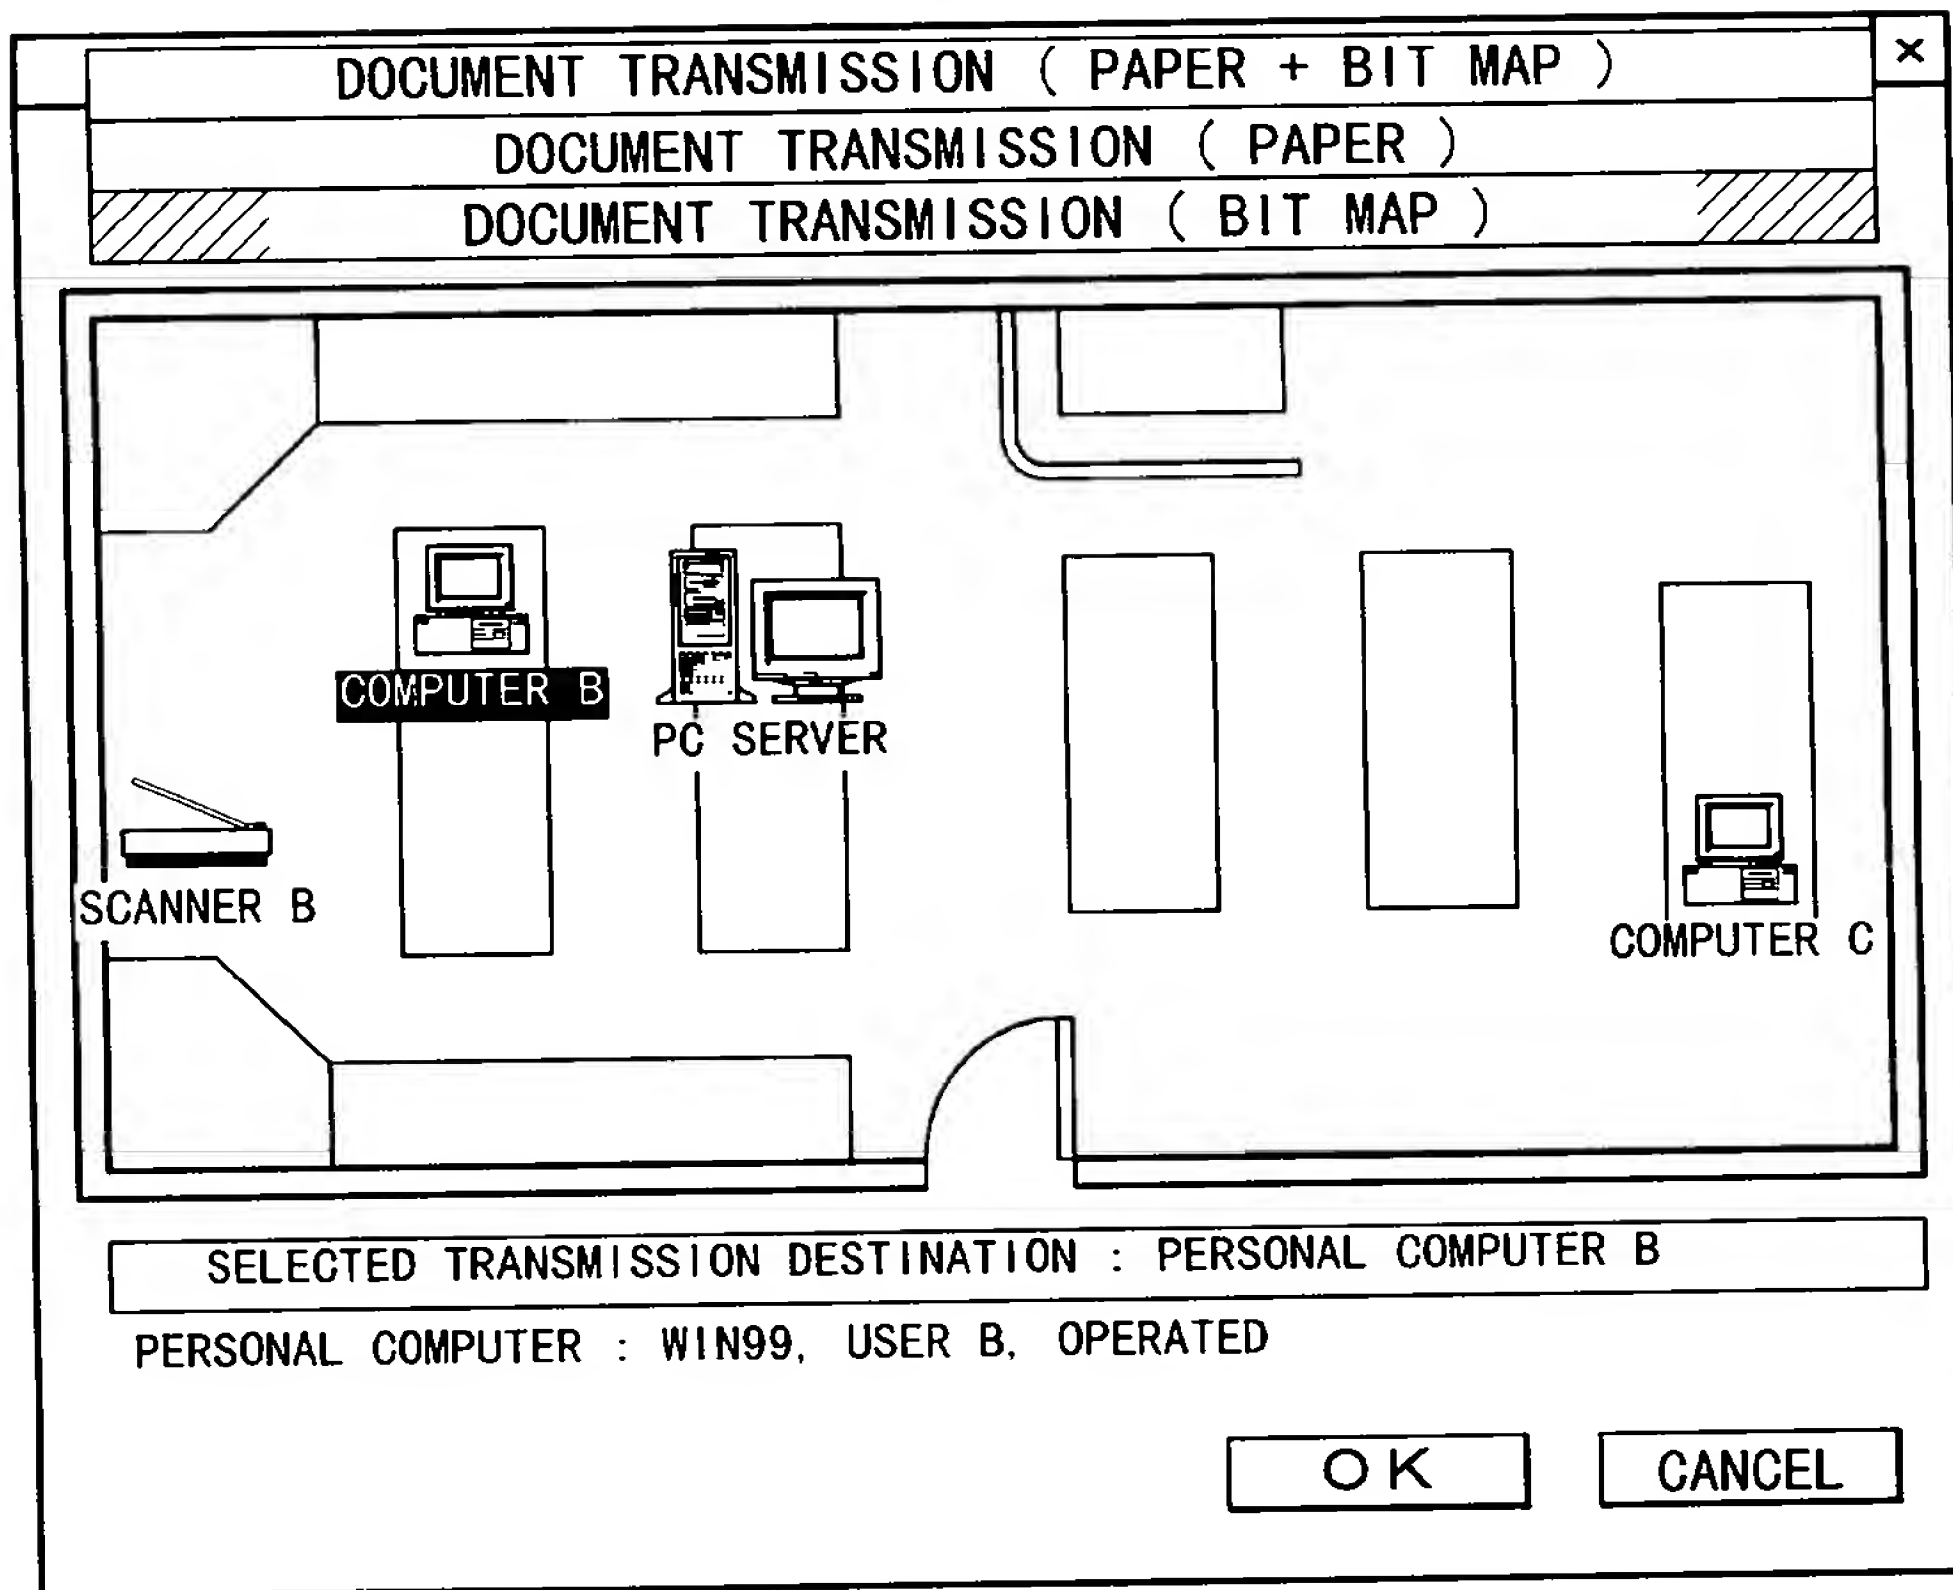 DOCUMENT TRANSMISSION ( PAPER + BIT MAP )
×
DOCUMENT TRANSMISSION ( PAPER )
DOCUMENT TRANSMISSION ( BIT MAP )
COMPUTER B
PC SERVER
SCANNER B
COMPUTER C
SELECTED TRANSMISSION DESTINATION : PERSONAL COMPUTER B
PERSONAL COMPUTER : WIN99, USER B, OPERATED
OK
CANCEL